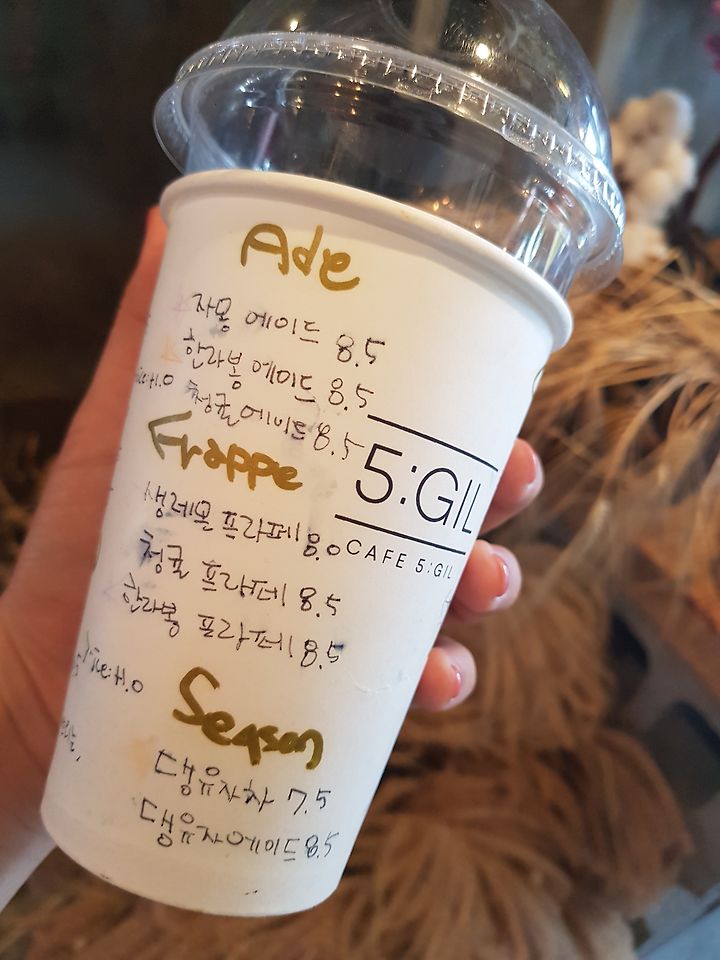 Ade
자몽 에이드 8.5
한라봉 에이드 8.5
청귤에이드 8.5
Frappe
생레몬 프라페 8.0
청귤 프라페 8.5
한라봉 프라페 8.5
Season
댕유자차 7.5
댕유자에이드 8.5
5:GIL
CAFE 5:GIL